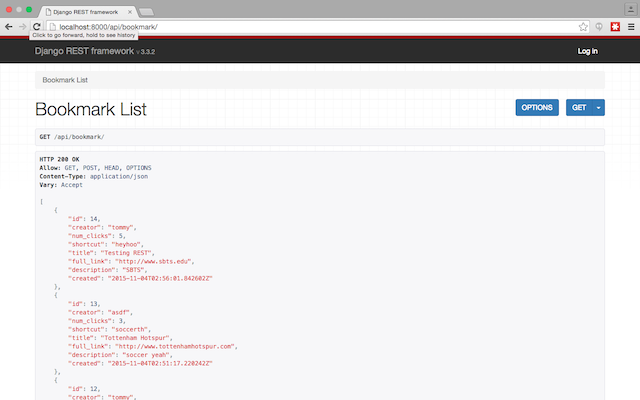 Django REST framework
localhost:8000/api/bookmark/
Click to go forward, hold to see history
Django REST framework v 3.3.2
Log in
Bookmark List
Bookmark List
OPTIONS
GET
GET /api/bookmark/
HTTP 200 OK
Allow: GET, POST, HEAD, OPTIONS
Content-Type: application/json
Vary: Accept
[
{
"id": 14,
"creator": "tommy",
"num_clicks": 5,
"shortcut": "heyhoo",
"title": "Testing REST",
"full_link": "http://www.sbts.edu",
"description": "SBTS",
"created": "2015-11-04T02:56:01.842602Z"
},
{
"id": 13,
"creator": "asdf",
"num_clicks": 3,
"shortcut": "soccerth",
"title": "Tottenham Hotspur",
"full_link": "http://www.tottenhamhotspur.com",
"description": "soccer yeah",
"created": "2015-11-04T02:51:17.220242Z"
},
{
"id": 12,
"creator": "tommy",